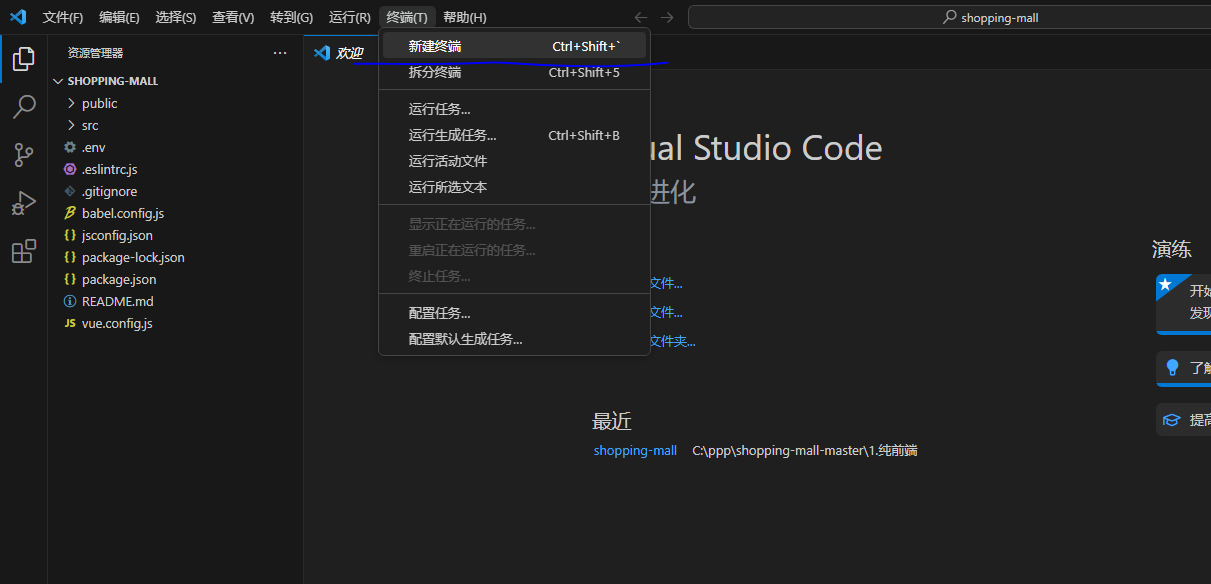 文件(F) 编辑(E) 选择(S) 查看(V) 转到(G) 运行(R) 终端(T) 帮助(H) shopping-mall
资源管理器 ···
SHOPPING-MALL
public
src
.env
.eslintrc.js
.gitignore
babel.config.js
jsconfig.json
package-lock.json
package.json
README.md
JS vue.config.js
欢迎
新建终端 Ctrl+Shift+`
拆分终端 Ctrl+Shift+5
运行任务...
运行生成任务... Ctrl+Shift+B
运行活动文件
运行所选文本
显示正在运行的任务...
重启正在运行的任务...
终止任务...
配置任务...
配置默认生成任务...
ual Studio Code
进化
文件...
文件...
文件夹...
最近
shopping-mall C:\ppp\shopping-mall-master\1.纯前端
演练
开始
发现
了解
提高